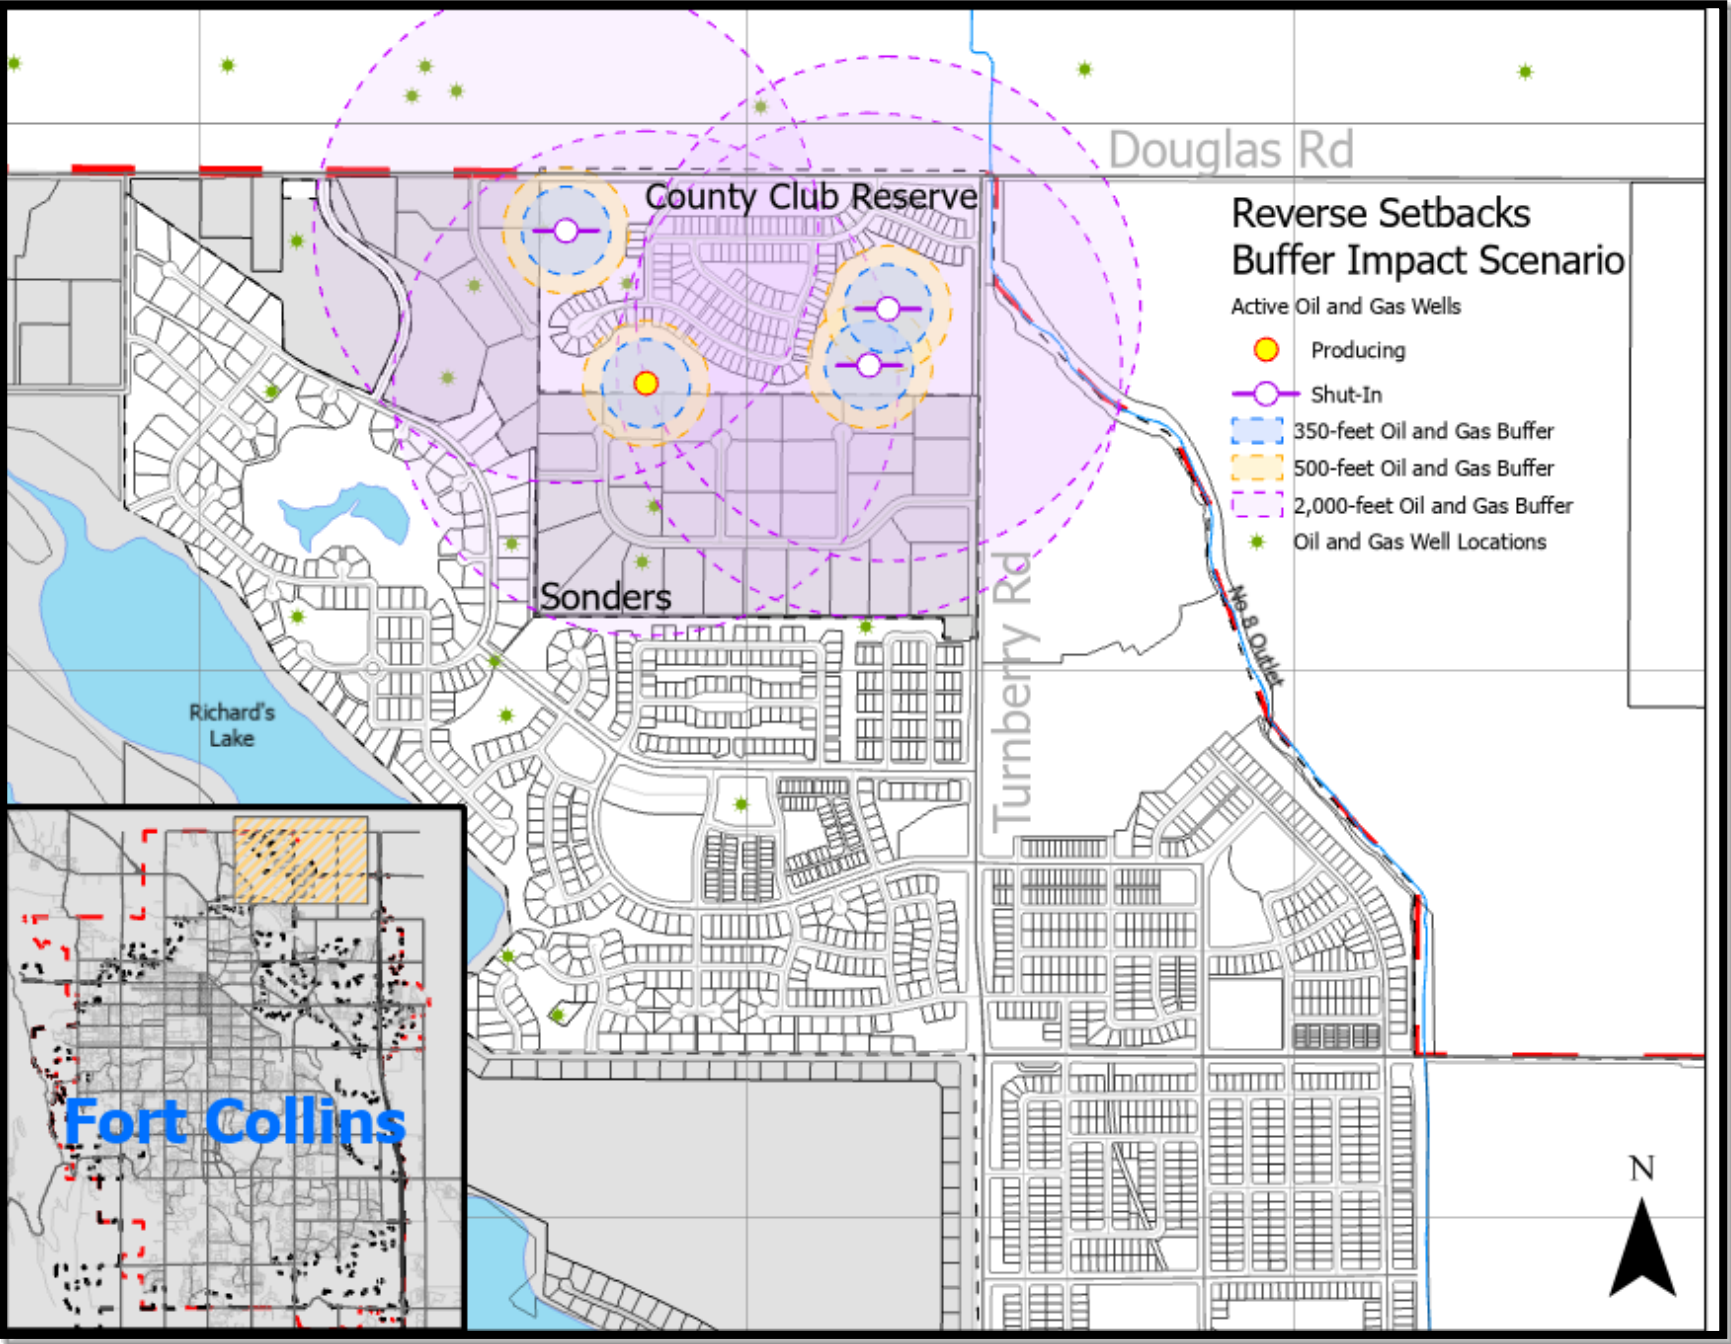 Douglas Rd
County Club Reserve
Reverse Setbacks
Buffer Impact Scenario
Active Oil and Gas Wells
Producing
Shut-In
350-feet Oil and Gas Buffer
500-feet Oil and Gas Buffer
2,000-feet Oil and Gas Buffer
Oil and Gas Well Locations
Sonders
Turnberry Rd
No 8 Outlet
Richard's
Lake
Fort Collins
N